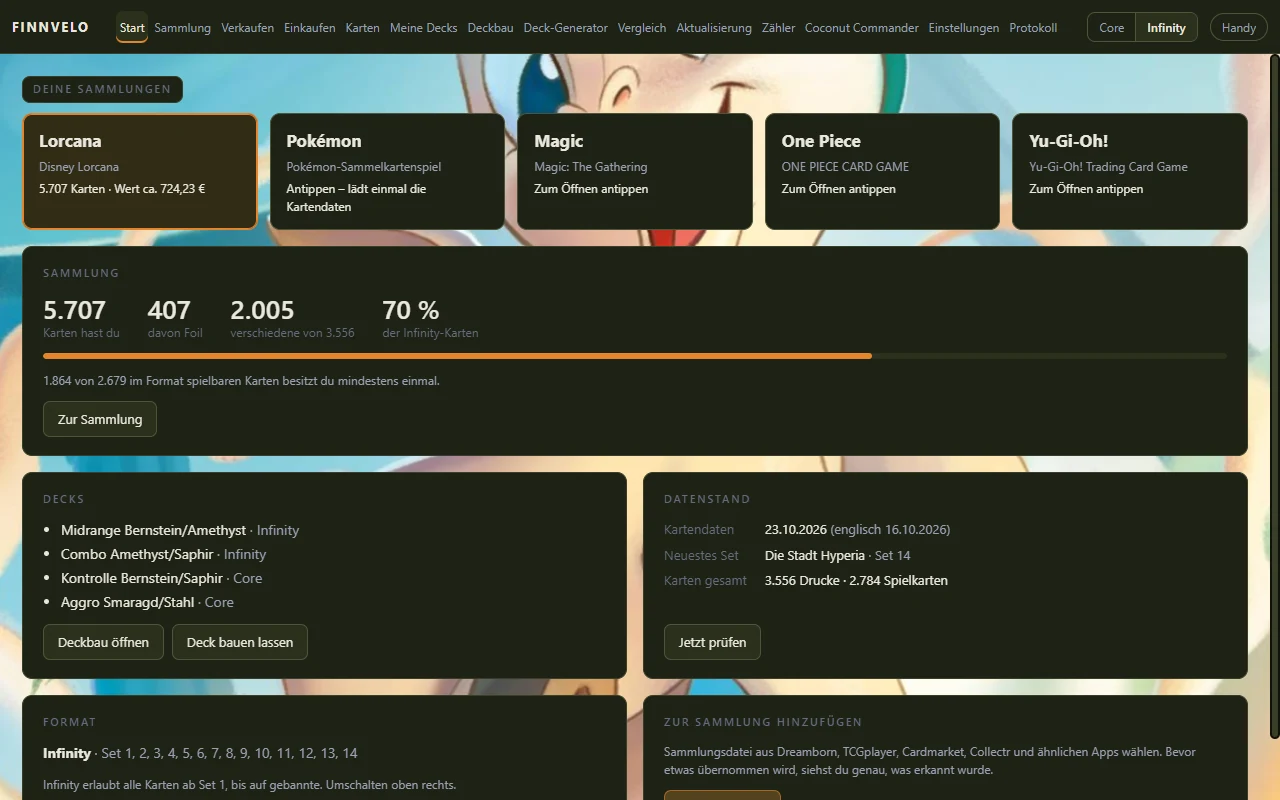 FINNVELO
Start Sammlung Verkaufen Einkaufen Karten Meine Decks Deckbau Deck-Generator Vergleich Aktualisierung Zähler Coconut Commander Einstellungen Protokoll
Core Infinity Handy
DEINE SAMMLUNGEN
Lorcana
Disney Lorcana
5.707 Karten · Wert ca. 724,23 €
Pokémon
Pokémon-Sammelkartenspiel
Antippen – lädt einmal die
Kartendaten
Magic
Magic: The Gathering
Zum Öffnen antippen
One Piece
ONE PIECE CARD GAME
Zum Öffnen antippen
Yu-Gi-Oh!
Yu-Gi-Oh! Trading Card Game
Zum Öffnen antippen
SAMMLUNG
5.707 407 2.005 70 %
Karten hast du davon Foil verschiedene von 3.556 der Infinity-Karten
1.864 von 2.679 im Format spielbaren Karten besitzt du mindestens einmal.
Zur Sammlung
DECKS
• Midrange Bernstein/Amethyst · Infinity
• Combo Amethyst/Saphir · Infinity
• Kontrolle Bernstein/Saphir · Core
• Aggro Smaragd/Stahl · Core
Deckbau öffnen Deck bauen lassen
DATENSTAND
Kartendaten 23.10.2026 (englisch 16.10.2026)
Neuestes Set Die Stadt Hyperia · Set 14
Karten gesamt 3.556 Drucke · 2.784 Spielkarten
Jetzt prüfen
FORMAT
Infinity · Set 1, 2, 3, 4, 5, 6, 7, 8, 9, 10, 11, 12, 13, 14
Infinity erlaubt alle Karten ab Set 1, bis auf gebannte. Umschalten oben rechts.
ZUR SAMMLUNG HINZUFÜGEN
Sammlungsdatei aus Dreamborn, TCGplayer, Cardmarket, Collectr und ähnlichen Apps wählen. Bevor
etwas übernommen wird, siehst du genau, was erkannt wurde.